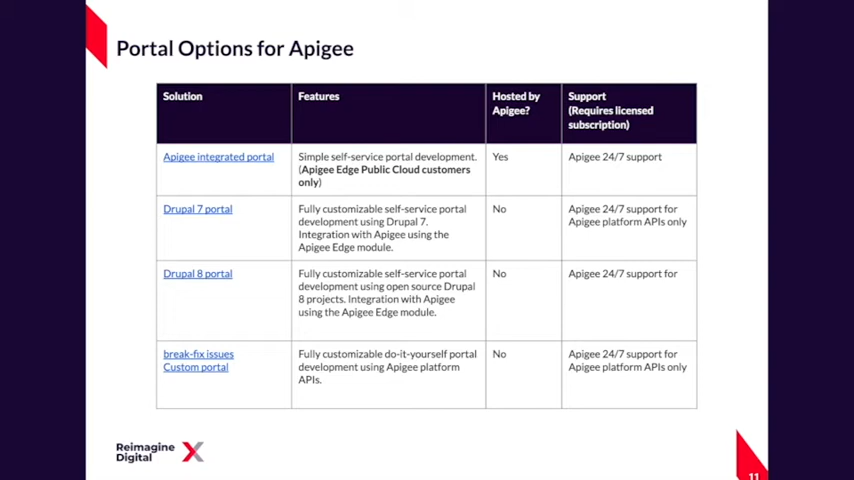 Portal Options for Apigee
Solution
Features
Hosted by
Apigee?
Support
(Requires licensed
subscription)
Apigee integrated portal
Simple self-service portal development.
(Apigee Edge Public Cloud customers
only)
Yes
Apigee 24/7 support
Drupal 7 portal
Fully customizable self-service portal
development using Drupal 7.
Integration with Apigee using the
Apigee Edge module.
No
Apigee 24/7 support for
Apigee platform APIs only
Drupal 8 portal
Fully customizable self-service portal
development using open source Drupal
8 projects. Integration with Apigee
using the Apigee Edge module.
No
Apigee 24/7 support for
break-fix issues
Custom portal
Fully customizable do-it-yourself portal
development using Apigee platform
APIs.
No
Apigee 24/7 support for
Apigee platform APIs only
Reimagine
Digital
11